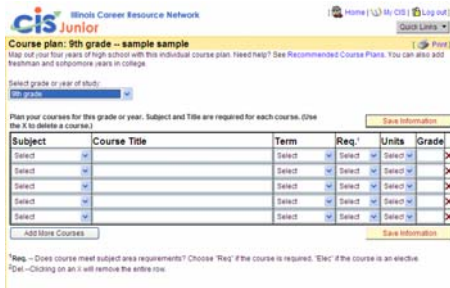 CIS Junior Illinois Career Resource Network
Home | My CIS | Log out
Quick Links
Course plan: 9th grade -- sample sample
Print
Map out your four years of high school with this individual course plan. Need help? See Recommended Course Plans. You can also add
freshman and sohpomore years in college.
Select grade or year of study:
9th grade
Plan your courses for this grade or year. Subject and Title are required for each course. (Use
the X to delete a course.)
Save Information
Subject Course Title Term Req.¹ Units Grade
Select Select Select Select X
Select Select Select Select X
Select Select Select Select X
Select Select Select Select X
Select Select Select Select X
Add More Courses Save Information
¹Req. -- Does course meet subject area requirements? Choose 'Req' if the course is required, 'Elec' if the course is an elective.
²Del.--Clicking on an X will remove the entire row.